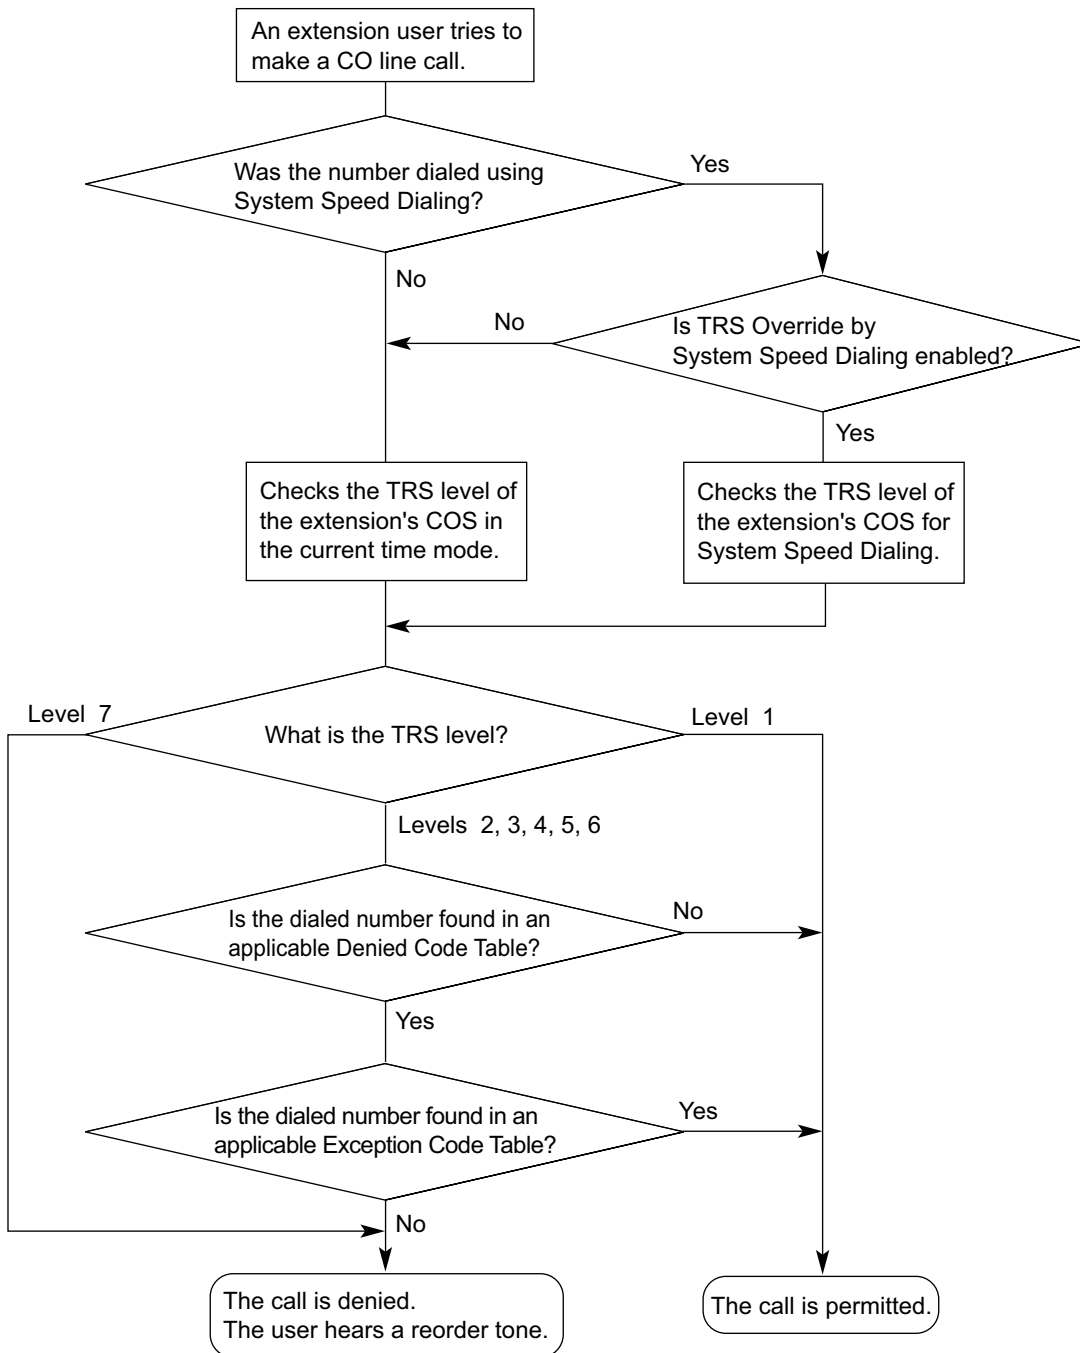 An extension user tries to
make a CO line call.
Was the number dialed using
System Speed Dialing?
Yes
No
Is TRS Override by
System Speed Dialing enabled?
No
Yes
Checks the TRS level of
the extension's COS in
the current time mode.
Checks the TRS level of
the extension's COS for
System Speed Dialing.
What is the TRS level?
Level 7
Level 1
Levels 2, 3, 4, 5, 6
Is the dialed number found in an
applicable Denied Code Table?
No
Yes
Is the dialed number found in an
applicable Exception Code Table?
Yes
No
The call is denied.
The user hears a reorder tone.
The call is permitted.